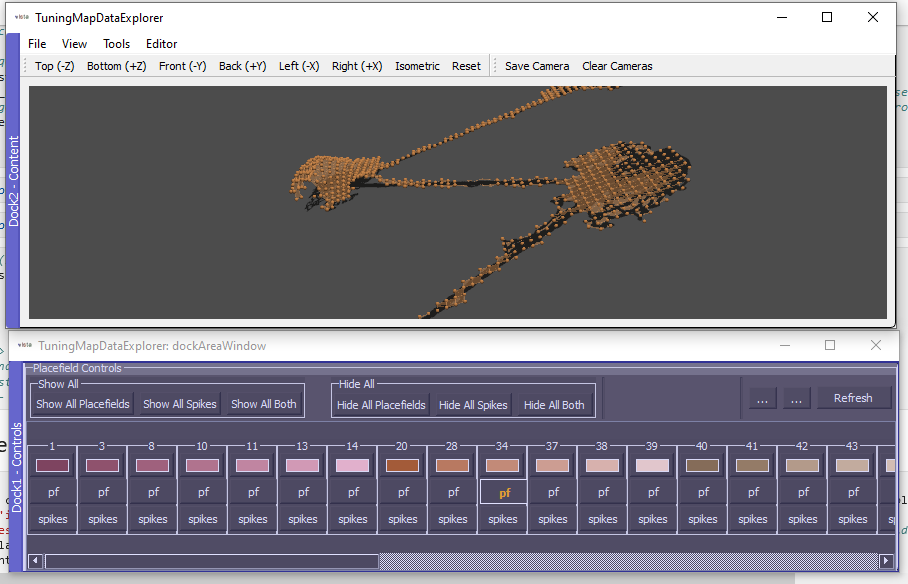 TuningMapDataExplorer
File View Tools Editor
Top (-Z) Bottom (+Z) Front (-Y) Back (+Y) Left (-X) Right (+X) Isometric Reset Save Camera Clear Cameras
Dock2 - Content
TuningMapDataExplorer: dockAreaWindow
Dock1 - Controls
Placefield Controls
Show All Hide All
Show All Placefields Show All Spikes Show All Both Hide All Placefields Hide All Spikes Hide All Both ... ... Refresh
1 3 8 10 11 13 14 20 28 34 37 38 39 40 41 42 43
pf pf pf pf pf pf pf pf pf pf pf pf pf pf pf pf pf
spikes spikes spikes spikes spikes spikes spikes spikes spikes spikes spikes spikes spikes spikes spikes spikes spikes